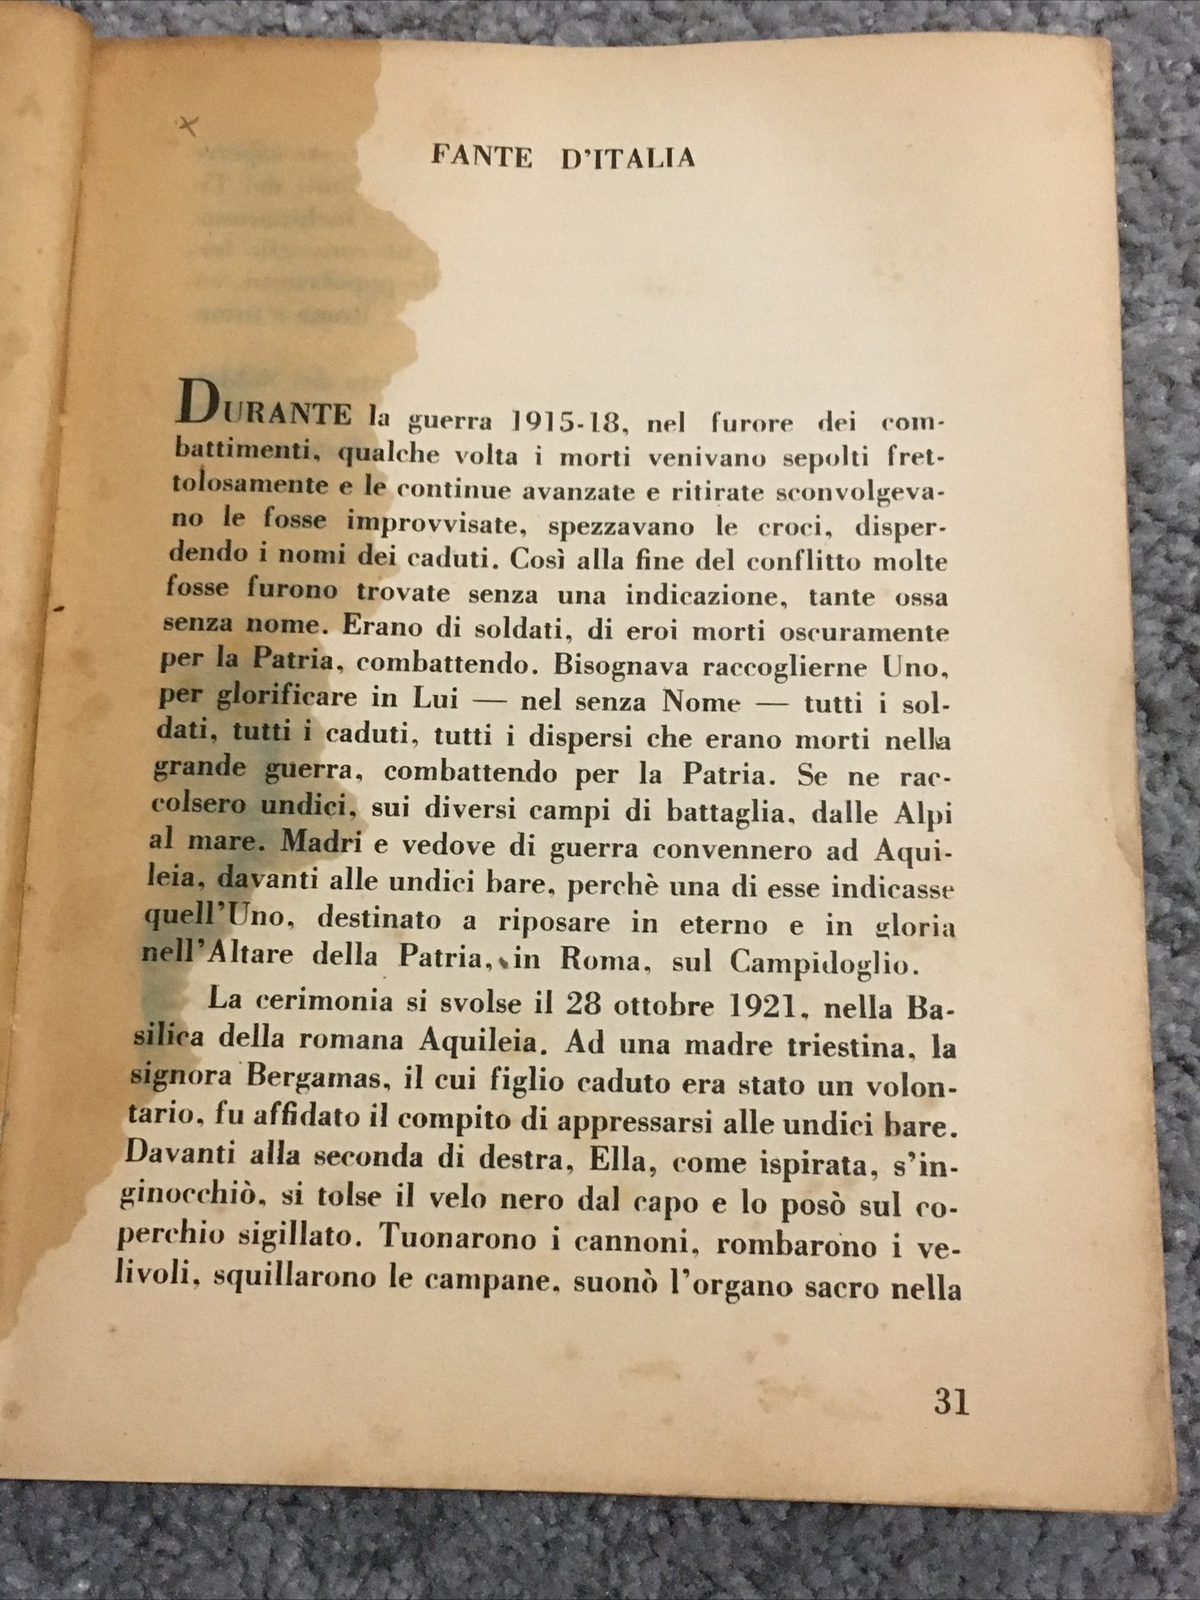 FANTE D'ITALIA
DURANTE la guerra 1915-18, nel furore dei com-
battimenti, qualche volta i morti venivano sepolti fret-
tolosamente e le continue avanzate e ritirate sconvolgeva-
no le fosse improvvisate, spezzavano le croci, disper-
dendo i nomi dei caduti. Così alla fine del conflitto molte
fosse furono trovate senza una indicazione, tante ossa
senza nome. Erano di soldati, di eroi morti oscuramente
per la Patria, combattendo. Bisognava raccoglierne Uno,
per glorificare in Lui — nel senza Nome — tutti i sol-
dati, tutti i caduti, tutti i dispersi che erano morti nella
grande guerra, combattendo per la Patria. Se ne rac-
colsero undici, sui diversi campi di battaglia, dalle Alpi
al mare. Madri e vedove di guerra convennero ad Aqui-
leia, davanti alle undici bare, perchè una di esse indicasse
quell'Uno, destinato a riposare in eterno e in gloria
nell'Altare della Patria, in Roma, sul Campidoglio.
La cerimonia si svolse il 28 ottobre 1921, nella Ba-
silica della romana Aquileia. Ad una madre triestina, la
signora Bergamas, il cui figlio caduto era stato un volon-
tario, fu affidato il compito di appressarsi alle undici bare.
Davanti alla seconda di destra, Ella, come ispirata, s'in-
ginocchiò, si tolse il velo nero dal capo e lo posò sul co-
perchio sigillato. Tuonarono i cannoni, rombarono i ve-
livoli, squillarono le campane, suonò l'organo sacro nella
31